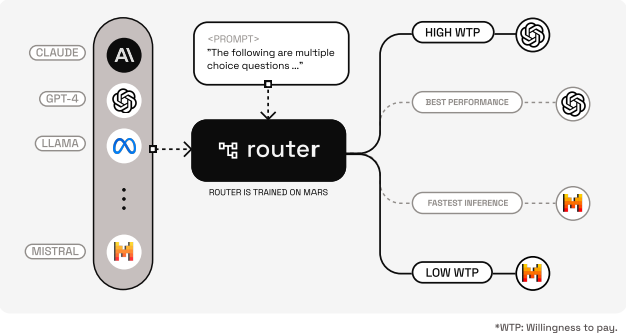 CLAUDE
GPT-4
LLAMA
MISTRAL
<PROMPT>
"The following are multiple
choice questions ..."
router
ROUTER IS TRAINED ON MARS
HIGH WTP
BEST PERFORMANCE
FASTEST INFERENCE
LOW WTP
*WTP: Willingness to pay.